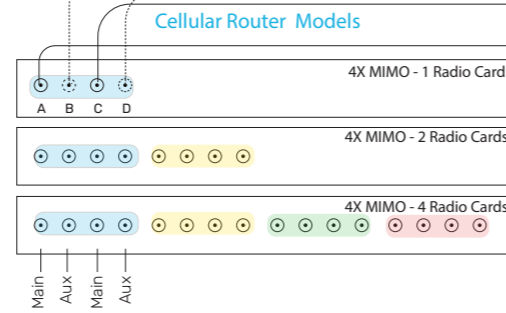 Cellular Router Models
4X MIMO - 1 Radio Card
A B C D
4X MIMO - 2 Radio Cards
4X MIMO - 4 Radio Cards
Main
Aux
Main
Aux